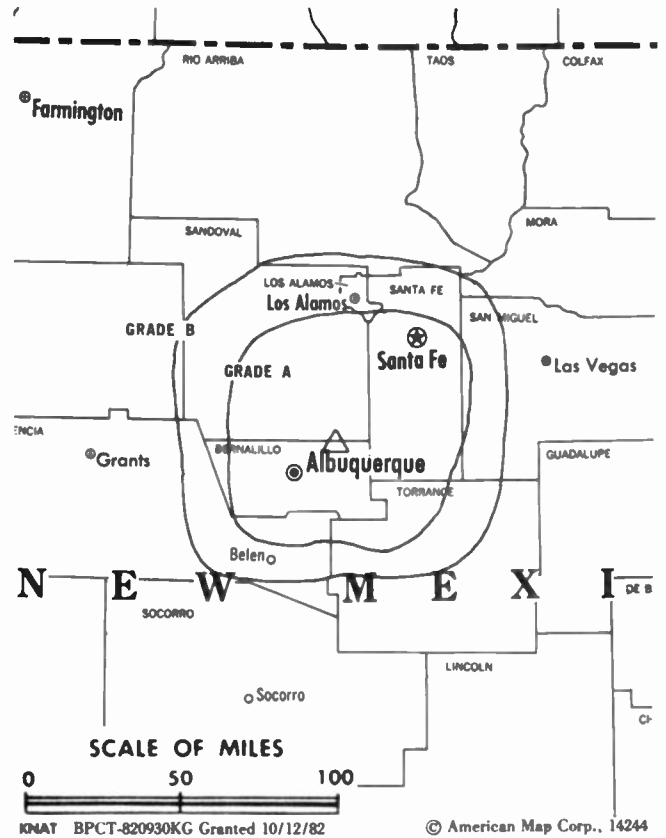 RIO ARRIBA
TAOS
COLFAX
Farmington
MORA
SANDOVAL
LOS ALAMOS
SANTA FE
Los Alamos
SAN MIGUEL
GRADE B
Santa Fe
Las Vegas
GRADE A
ENCIA
BERNALILLO
GUADALUPE
Grants
Albuquerque
TORRANCE
Belen
N E W M E X I
DE B
SOCORRO
LINCOLN
Socorro
CH
SCALE OF MILES
0 50 100
KNAT BPCT-820930KG Granted 10/12/82
© American Map Corp., 14244